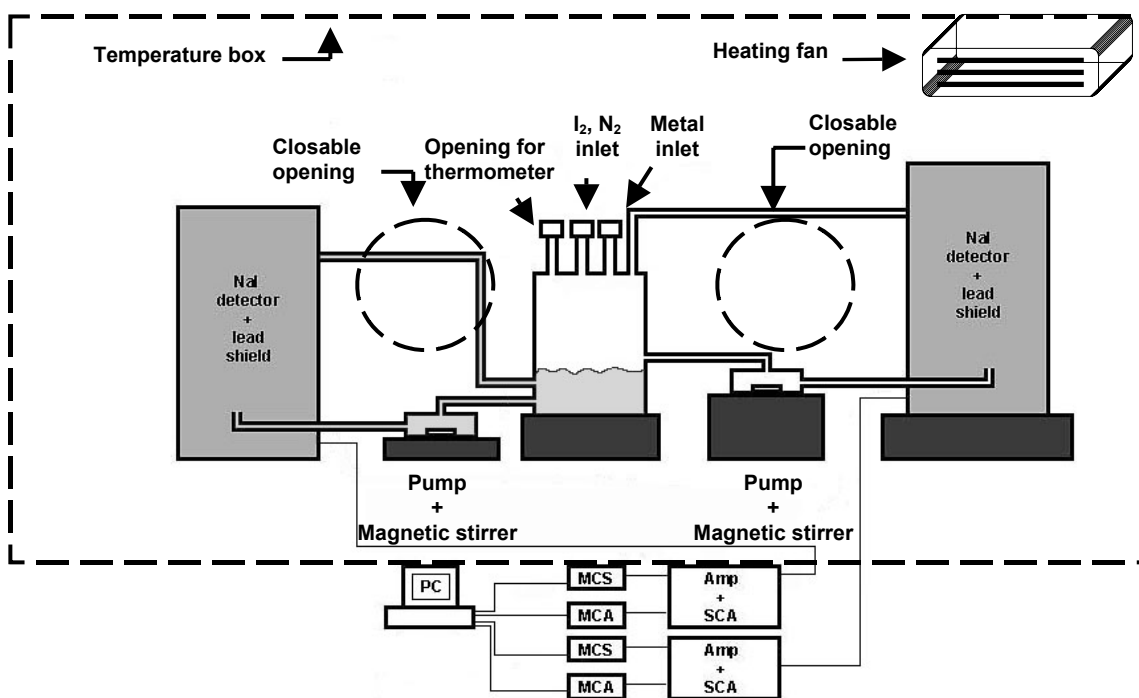 Temperature box
Heating fan
Closable
opening
Opening for
thermometer
I₂, N₂
inlet
Metal
inlet
Closable
opening
NaI
detector
+
lead
shield
NaI
detector
+
lead
shield
Pump
+
Magnetic stirrer
Pump
+
Magnetic stirrer
PC
MCS
MCA
Amp
+
SCA
MCS
MCA
Amp
+
SCA